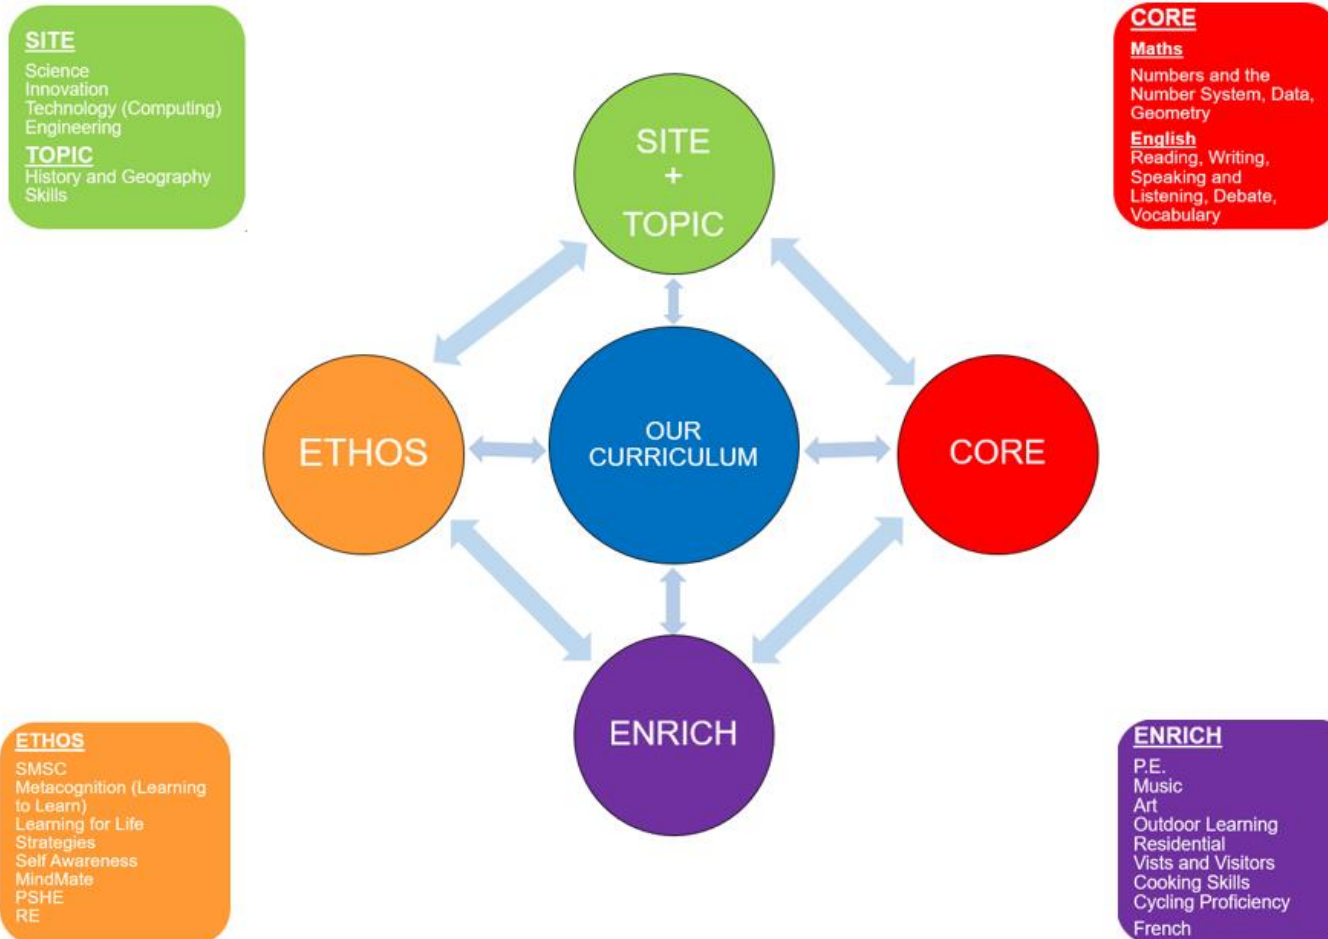 SITE
Science
Innovation
Technology (Computing)
Engineering
TOPIC
History and Geography
Skills
CORE
Maths
Numbers and the
Number System, Data,
Geometry
English
Reading, Writing,
Speaking and
Listening, Debate,
Vocabulary
SITE
+
TOPIC
ETHOS
OUR
CURRICULUM
CORE
ENRICH
ETHOS
SMSC
Metacognition (Learning
to Learn)
Learning for Life
Strategies
Self Awareness
MindMate
PSHE
RE
ENRICH
P.E.
Music
Art
Outdoor Learning
Residential
Vists and Visitors
Cooking Skills
Cycling Proficiency
French